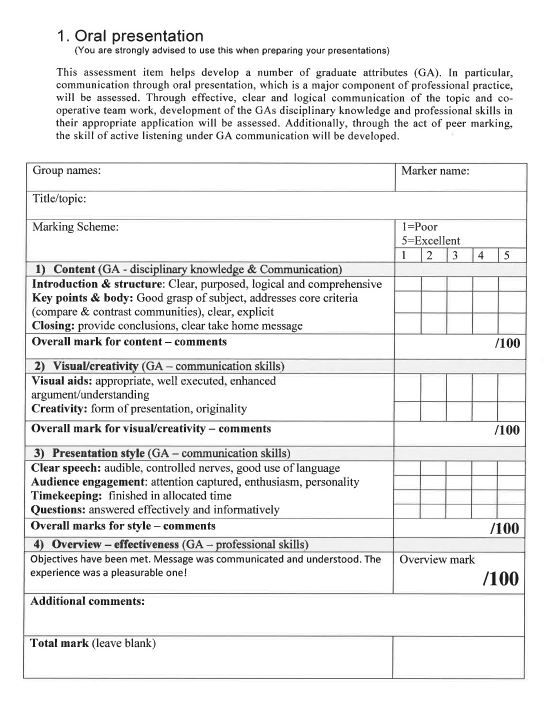 1. Oral presentation
(You are strongly advised to use this when preparing your presentations)
This assessment item helps develop a number of graduate attributes (GA). In particular,
communication through oral presentation, which is a major component of professional practice,
will be assessed. Through effective, clear and logical communication of the topic and co-
operative team work, development of the GAs disciplinary knowledge and professional skills in
their appropriate application will be assessed. Additionally, through the act of peer marking,
the skill of active listening under GA communication will be developed.
Group names:
Marker name:
Title/topic:
Marking Scheme:
1=Poor
5=Excellent
1 2 3 4 5
1) Content (GA - disciplinary knowledge & Communication)
Introduction & structure: Clear, purposed, logical and comprehensive
Key points & body: Good grasp of subject, addresses core criteria
(compare & contrast communities), clear, explicit
Closing: provide conclusions, clear take home message
Overall mark for content – comments
/100
2) Visual/creativity (GA – communication skills)
Visual aids: appropriate, well executed, enhanced
argument/understanding
Creativity: form of presentation, originality
Overall mark for visual/creativity – comments
/100
3) Presentation style (GA – communication skills)
Clear speech: audible, controlled nerves, good use of language
Audience engagement: attention captured, enthusiasm, personality
Timekeeping: finished in allocated time
Questions: answered effectively and informatively
Overall marks for style – comments
/100
4) Overview – effectiveness (GA – professional skills)
Objectives have been met. Message was communicated and understood. The
experience was a pleasurable one!
Overview mark
/100
Additional comments:
Total mark (leave blank)